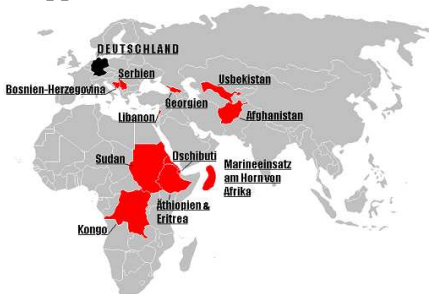 DEUTSCHLAND
Serbien
Bosnien-Herzegovina
Usbekistan
Georgien
Libanon
Afghanistan
Sudan
Dschibuti
Marineeinsatz
am Horn von
Afrika
Äthiopien &
Eritrea
Kongo